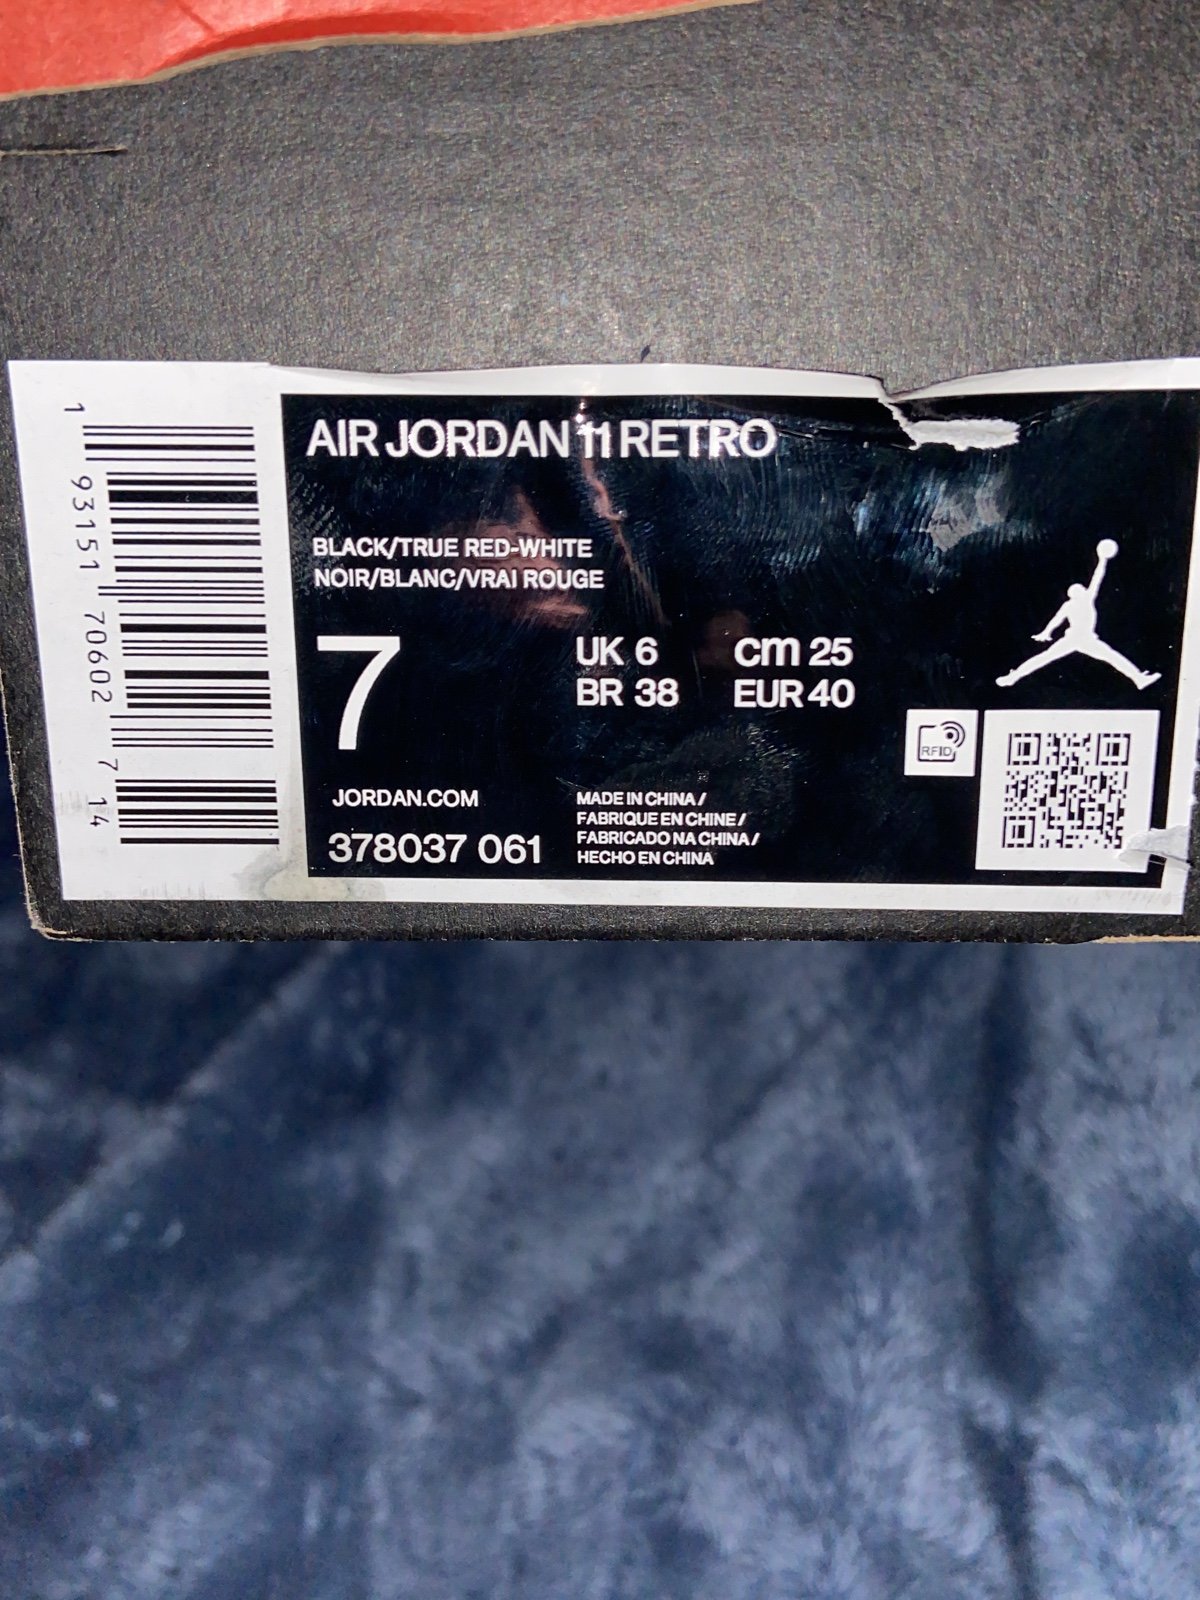 AIR JORDAN 11 RETRO
BLACK/TRUE RED-WHITE
NOIR/BLANC/VRAI ROUGE
7
UK 6
cm 25
BR 38
EUR 40
RFID
JORDAN.COM
378037 061
MADE IN CHINA /
FABRIQUE EN CHINE /
FABRICADO NA CHINA /
HECHO EN CHINA
1 93151 70602 7 14